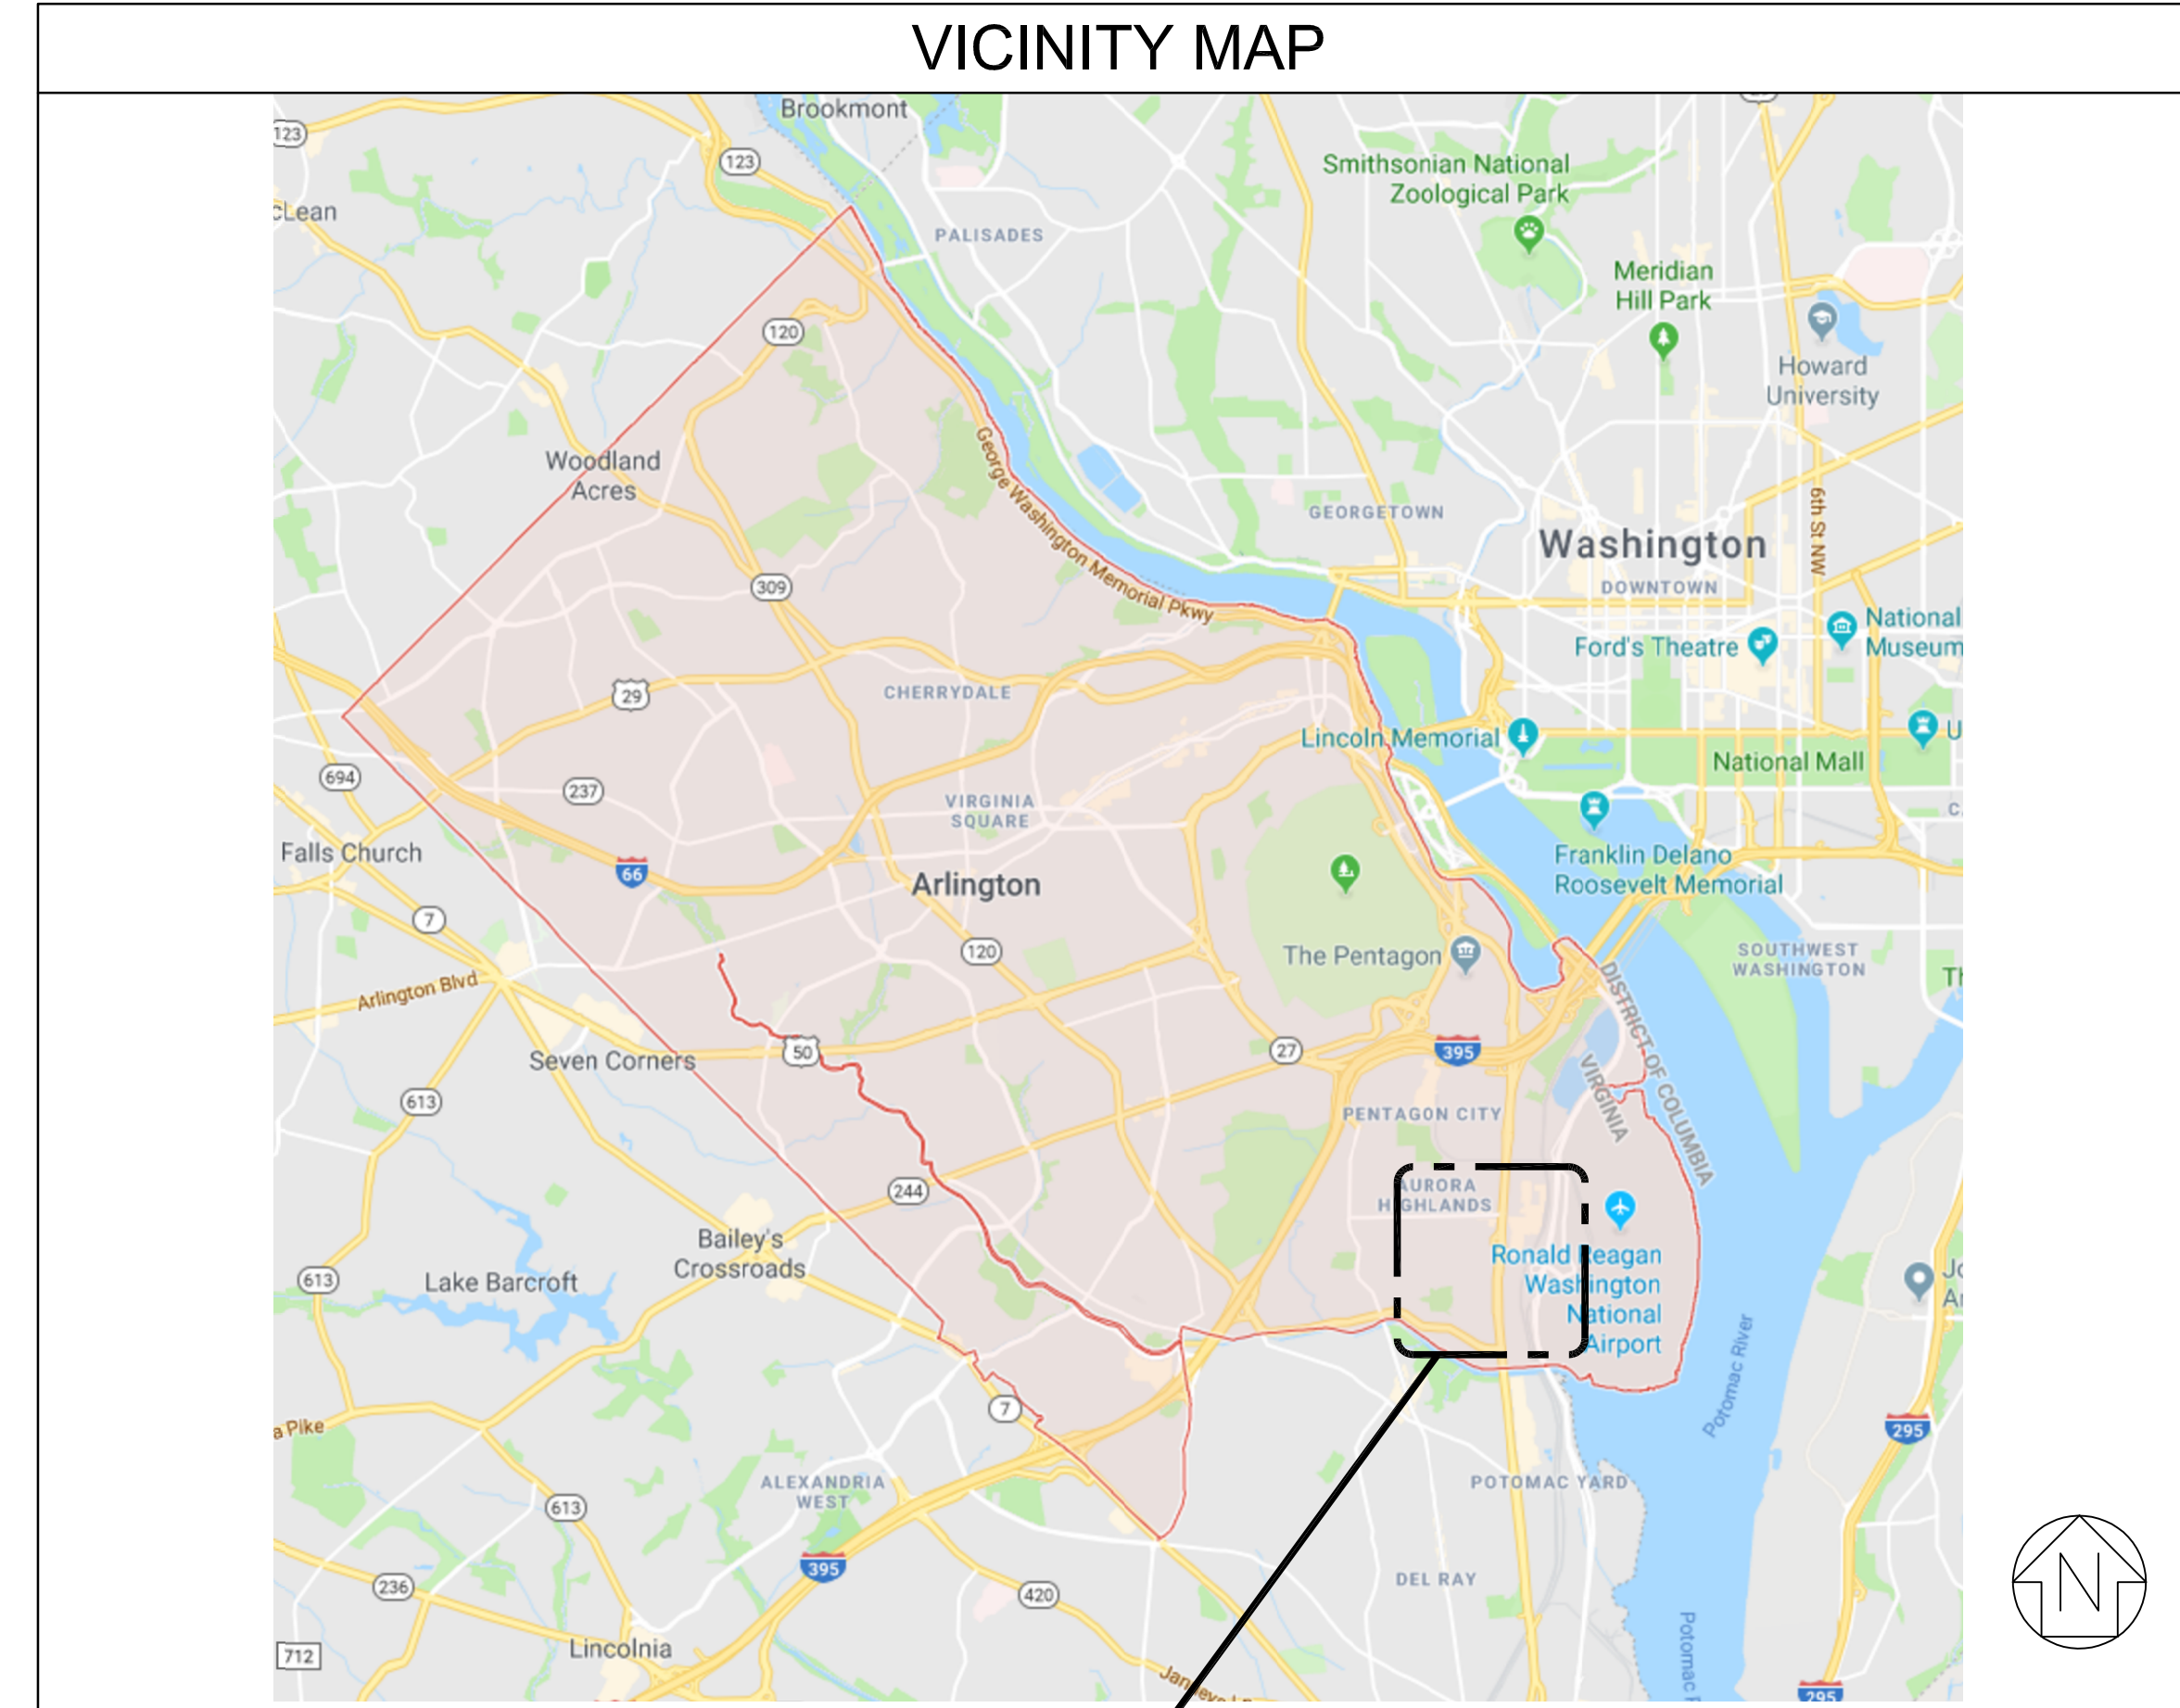 VICINITY MAP
Brookmont
123
123
Smithsonian National
Zoological Park
cLean
PALISADES
Meridian
Hill Park
120
Howard
University
Woodland
Acres
George Washington Memorial Pkwy
GEORGETOWN
6th St NW
Washington
DOWNTOWN
309
National
Museum
Ford's Theatre
29
CHERRYDALE
Lincoln Memorial
U
National Mall
694
237
VIRGINIA
SQUARE
C
Falls Church
66
Franklin Delano
Roosevelt Memorial
Arlington
7
120
The Pentagon
SOUTHWEST
WASHINGTON
Arlington Blvd
Th
DISTRICT OF COLUMBIA
VIRGINIA
50
27
395
Seven Corners
613
PENTAGON CITY
244
AURORA
HIGHLANDS
Bailey's
Crossroads
Ronald Reagan
Washington
National
Airport
613
Lake Barcroft
Jo
A
Potomac River
7
a Pike
295
ALEXANDRIA
WEST
POTOMAC YARD
613
395
236
420
DEL RAY
N
712
Lincolnia
Potomac
295